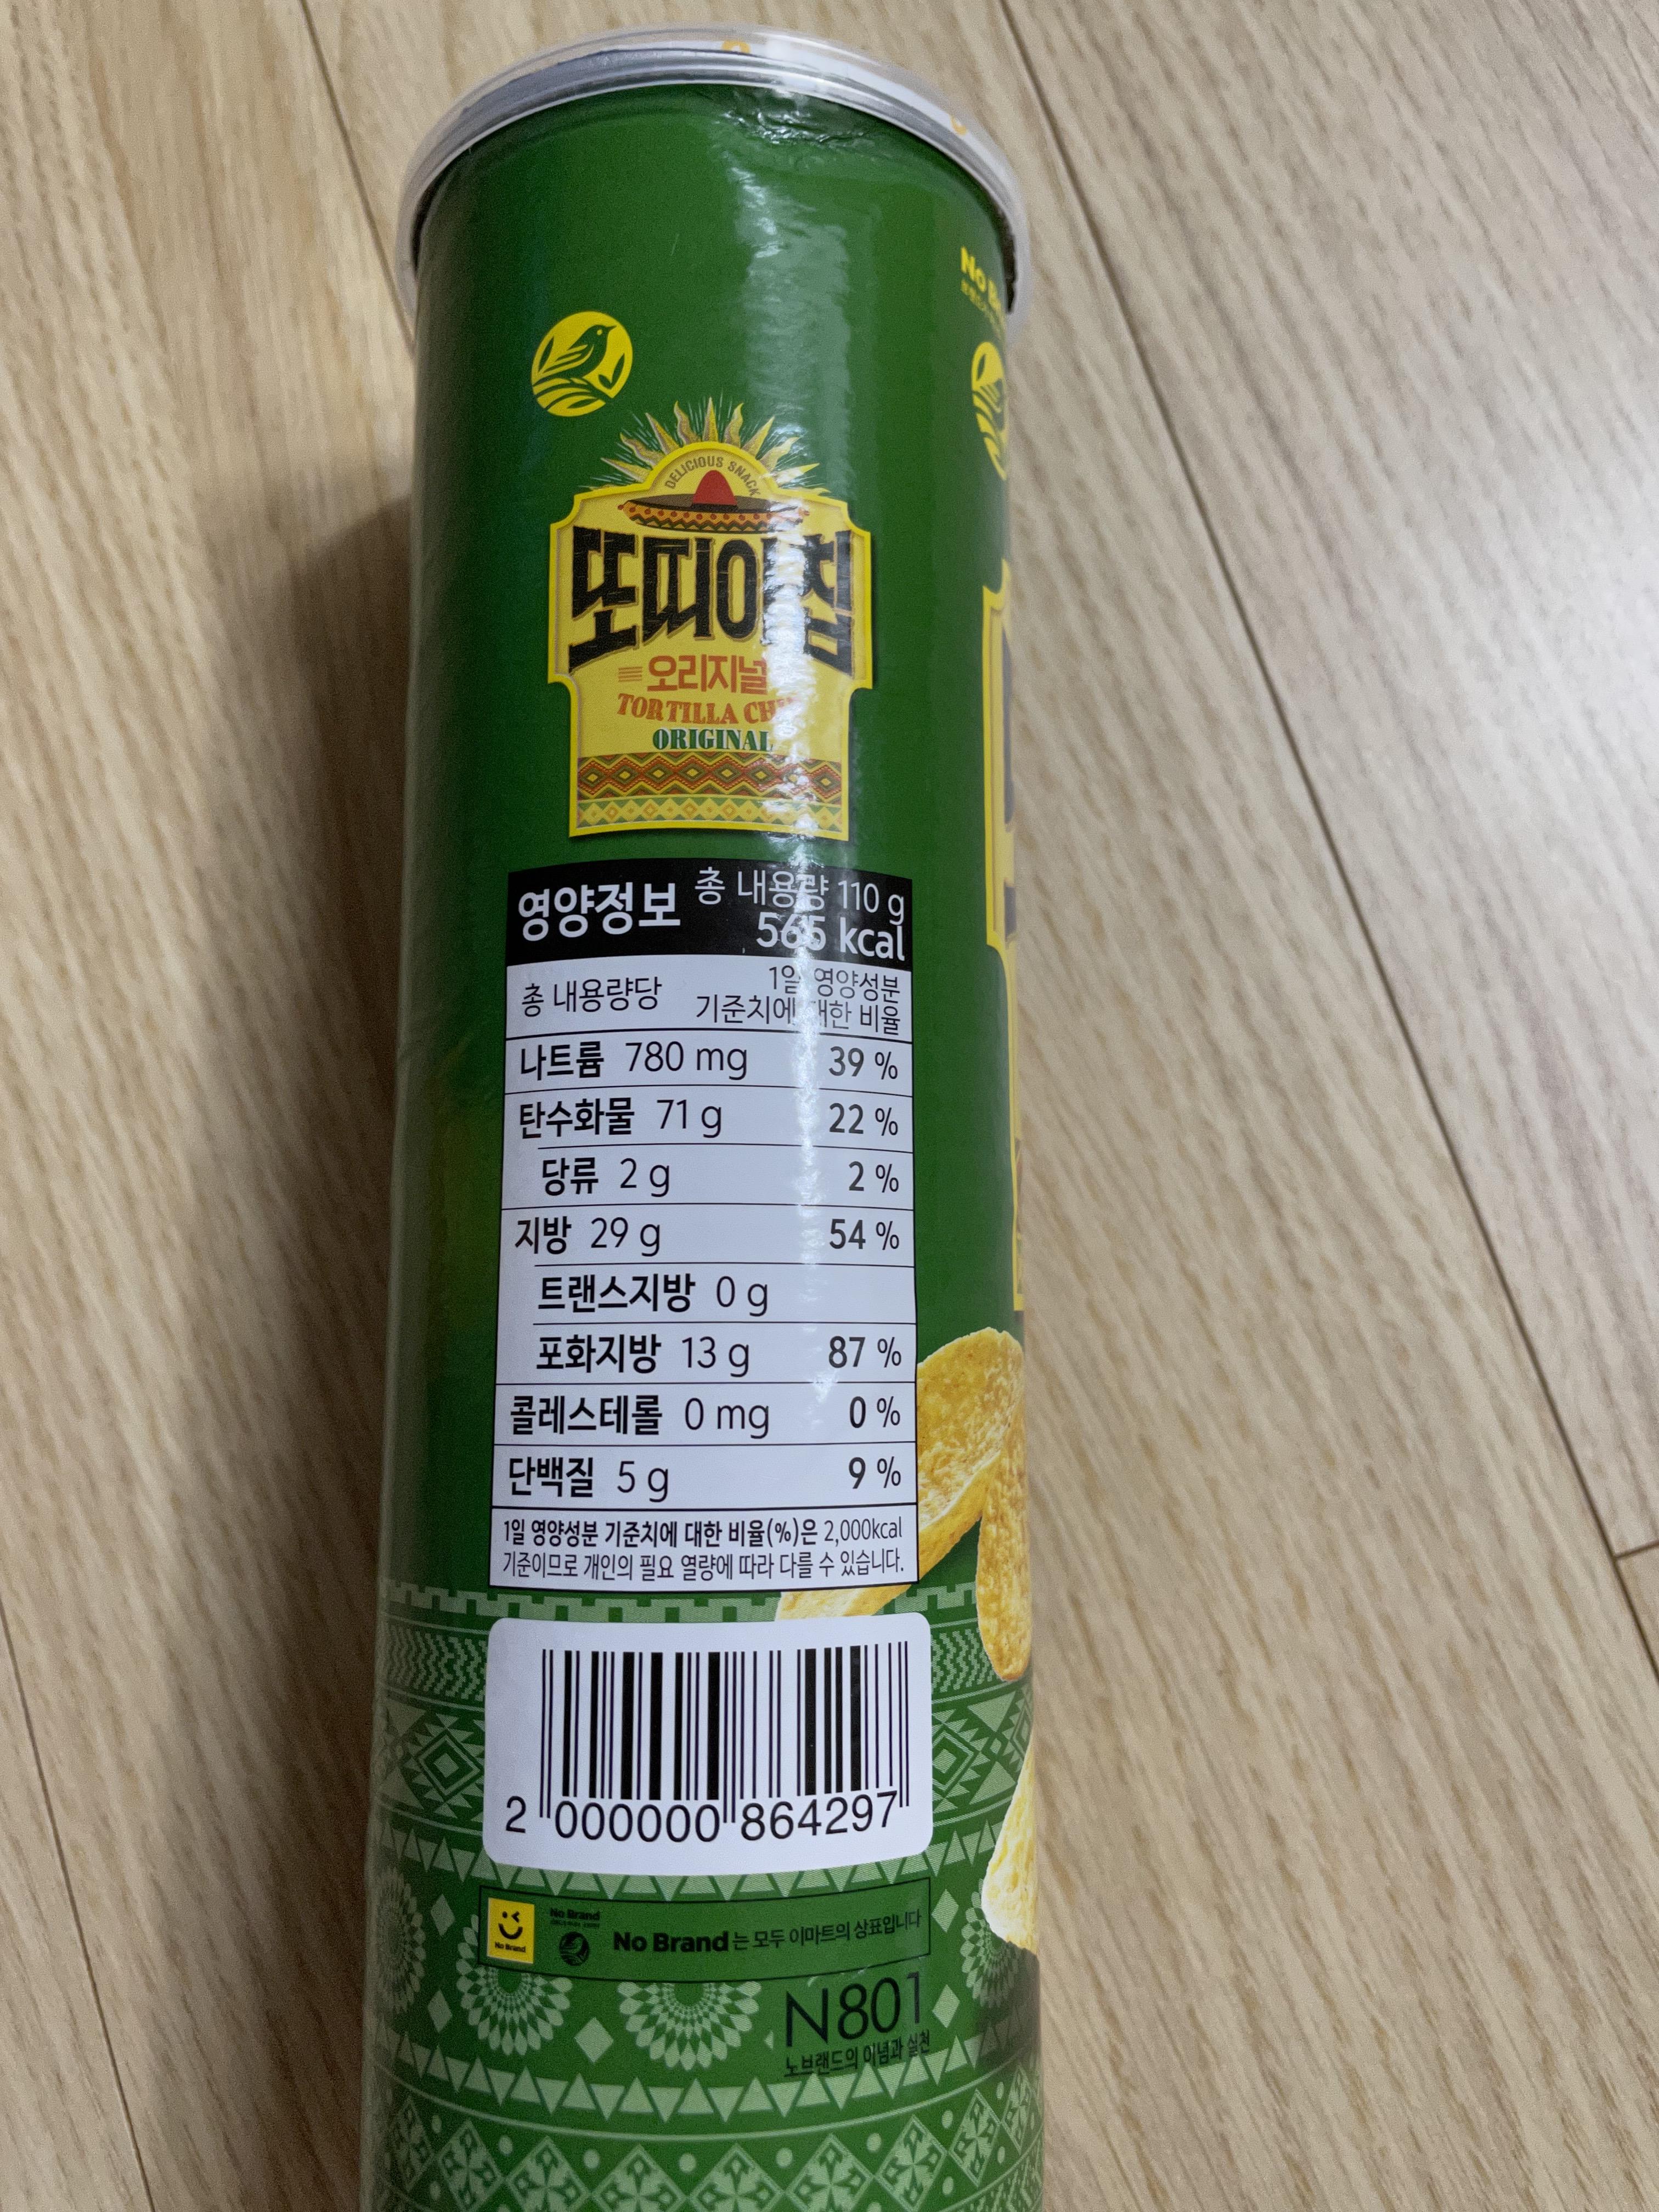 No B
DELICIOUS SNACK
또띠아칩
오리지널
TORTILLA CH
ORIGINAL
영양정보 총 내용량 110 g
565 kcal
총 내용량당 1일 영양성분
기준치에 대한 비율
나트륨 780 mg 39 %
탄수화물 71 g 22 %
당류 2 g 2 %
지방 29 g 54 %
트랜스지방 0 g
포화지방 13 g 87 %
콜레스테롤 0 mg 0 %
단백질 5 g 9 %
1일 영양성분 기준치에 대한 비율(%)은 2,000kcal
기준이므로 개인의 필요 열량에 따라 다를 수 있습니다.
2 000000 864297
No Brand
No Brand
No Brand 는 모두 이마트의 상표입니다
N801
노브랜드의 이념과 실천